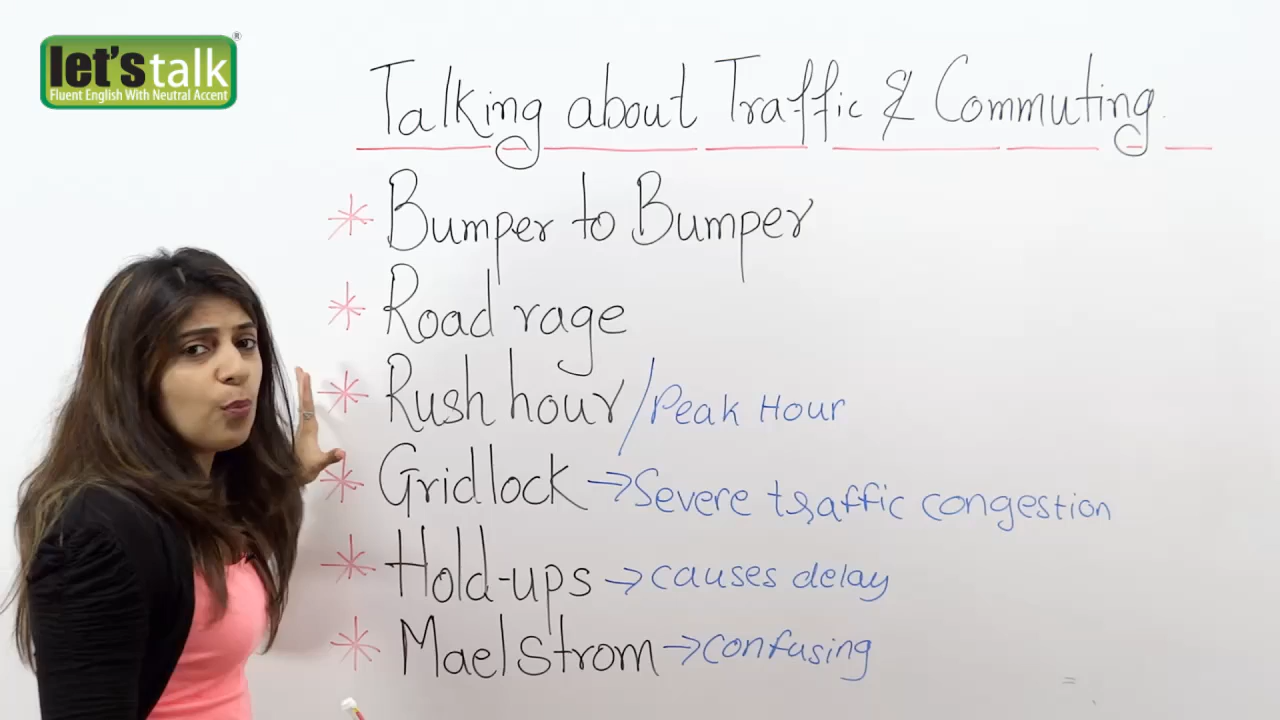 let's talk®
Fluent English With Neutral Accent
Talking about Traffic & Commuting
* Bumper to Bumper
* Road rage
* Rush hour / Peak Hour
* Gridlock → Severe traffic congestion
* Hold-ups → causes delay
* Maelstrom → confusing